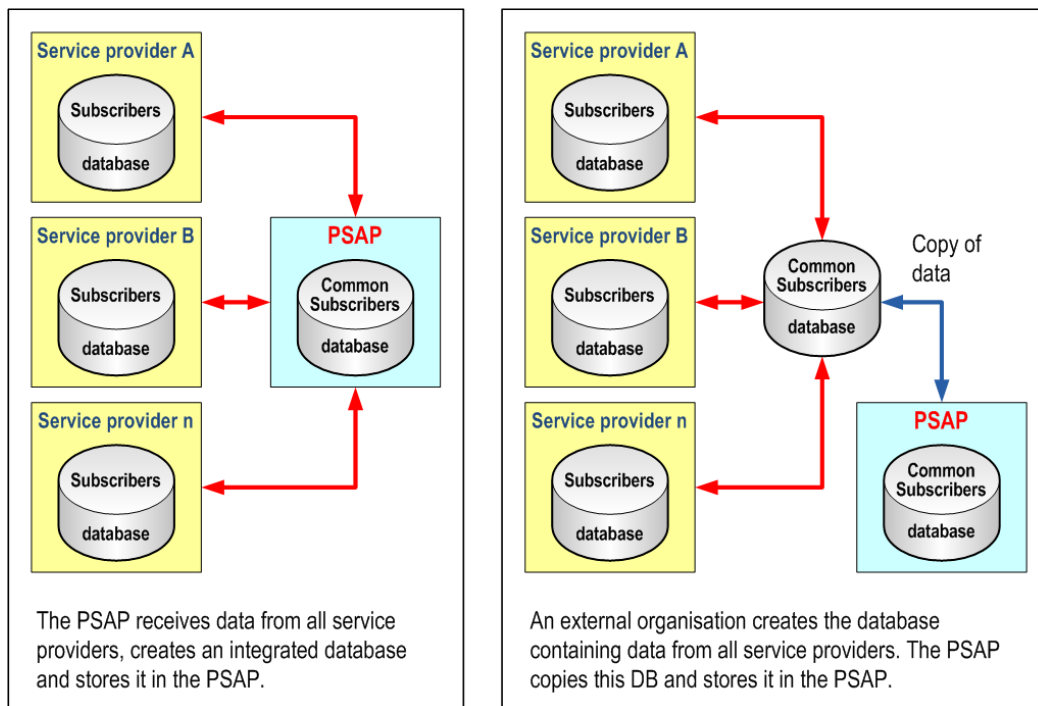 Service provider A
Subscribers
database
Service provider B
Subscribers
database
PSAP
Common
Subscribers
database
Service provider n
Subscribers
database
The PSAP receives data from all service
providers, creates an integrated database
and stores it in the PSAP.
Service provider A
Subscribers
database
Service provider B
Subscribers
database
Common
Subscribers
database
Copy of
data
Service provider n
Subscribers
database
PSAP
Common
Subscribers
database
An external organisation creates the database
containing data from all service providers. The PSAP
copies this DB and stores it in the PSAP.